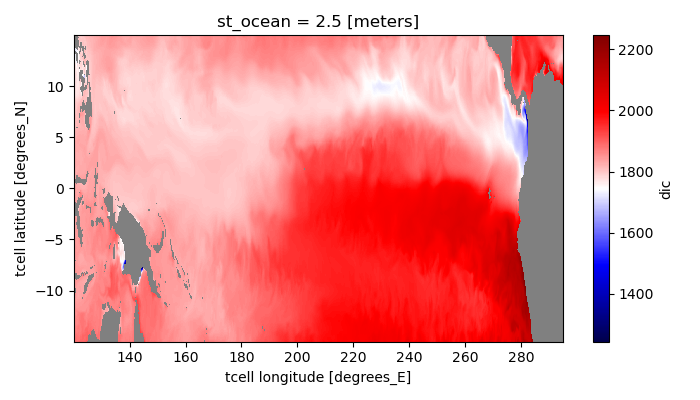 st_ocean = 2.5 [meters]
10
5
0
−5
−10
tcell latitude [degrees_N]
140 160 180 200 220 240 260 280
tcell longitude [degrees_E]
2200
2000
1800
1600
1400
dic